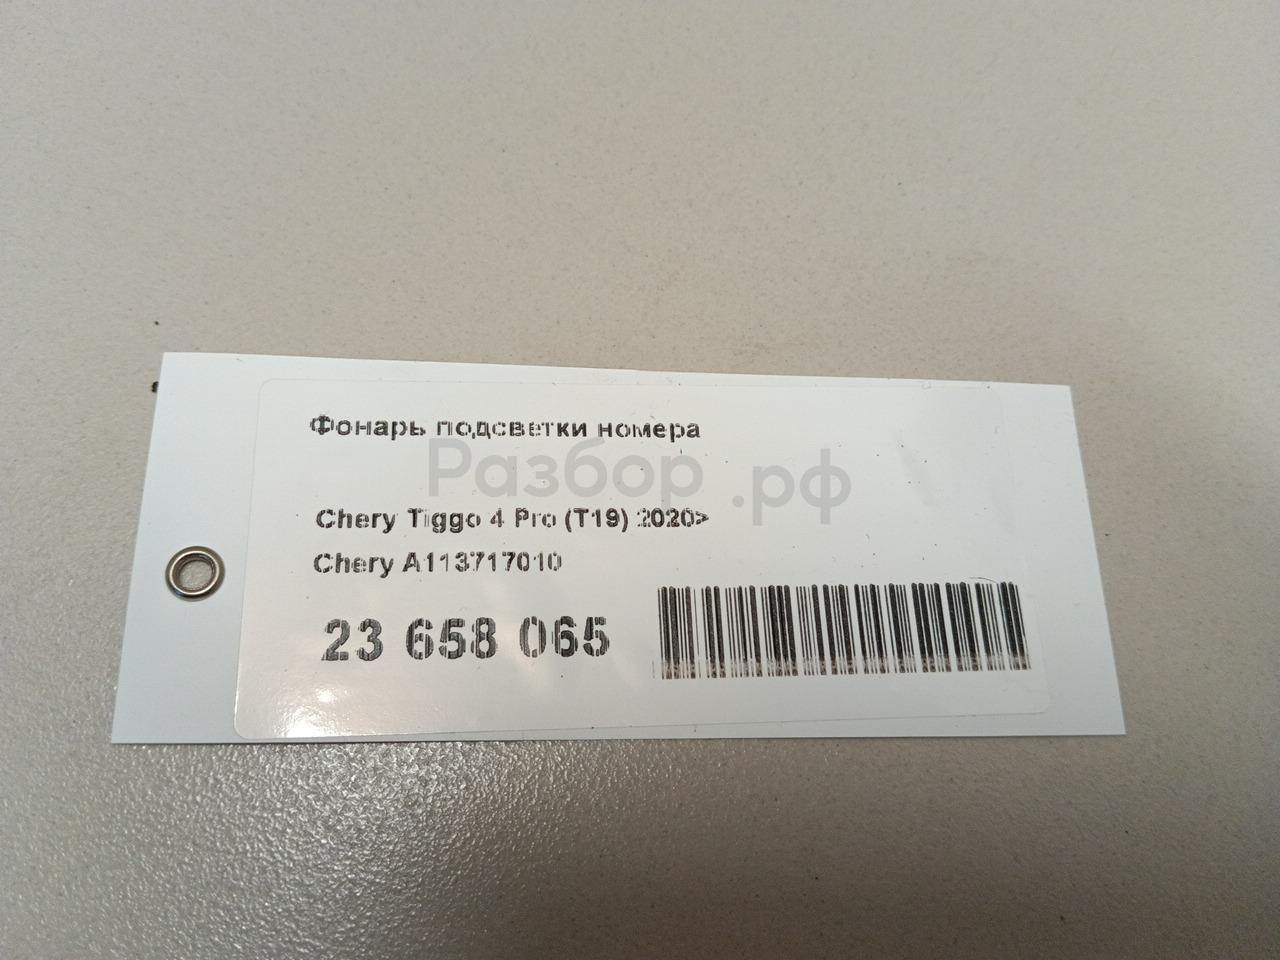 Фонарь подсветки номера
Разбор.рф
Chery Tiggo 4 Pro (T19) 2020>
Chery A113717010
23 658 065